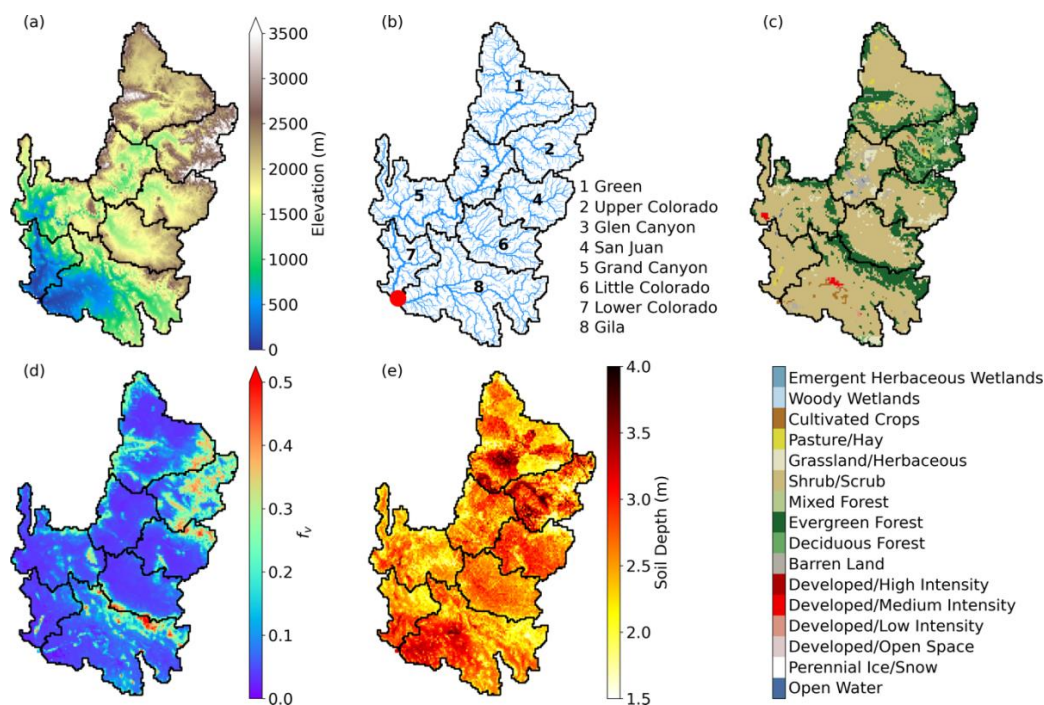 (a)
3500
3000
2500
2000
1500
1000
500
0
Elevation (m)
(b)
1
2
3
4
5
6
7
8
1 Green
2 Upper Colorado
3 Glen Canyon
4 San Juan
5 Grand Canyon
6 Little Colorado
7 Lower Colorado
8 Gila
(c)
(d)
0.5
0.4
0.3
0.2
0.1
0.0
fv
(e)
4.0
3.0
2.0
1.5
Soil Depth (m)
Emergent Herbaceous Wetlands
Woody Wetlands
Cultivated Crops
Pasture/Hay
Grassland/Herbaceous
Shrub/Scrub
Mixed Forest
Evergreen Forest
Deciduous Forest
Barren Land
Developed/High Intensity
Developed/Medium Intensity
Developed/Low Intensity
Developed/Open Space
Perennial Ice/Snow
Open Water